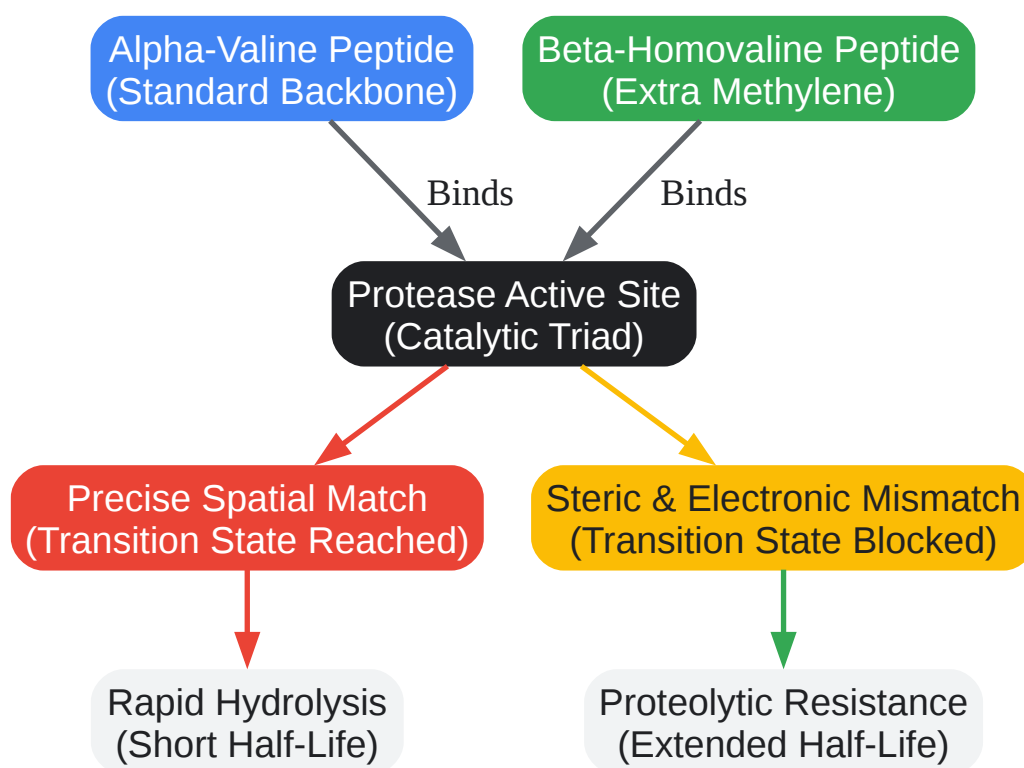 Alpha-Valine Peptide
(Standard Backbone)
Beta-Homovaline Peptide
(Extra Methylene)
Binds
Binds
Protease Active Site
(Catalytic Triad)
Precise Spatial Match
(Transition State Reached)
Steric & Electronic Mismatch
(Transition State Blocked)
Rapid Hydrolysis
(Short Half-Life)
Proteolytic Resistance
(Extended Half-Life)